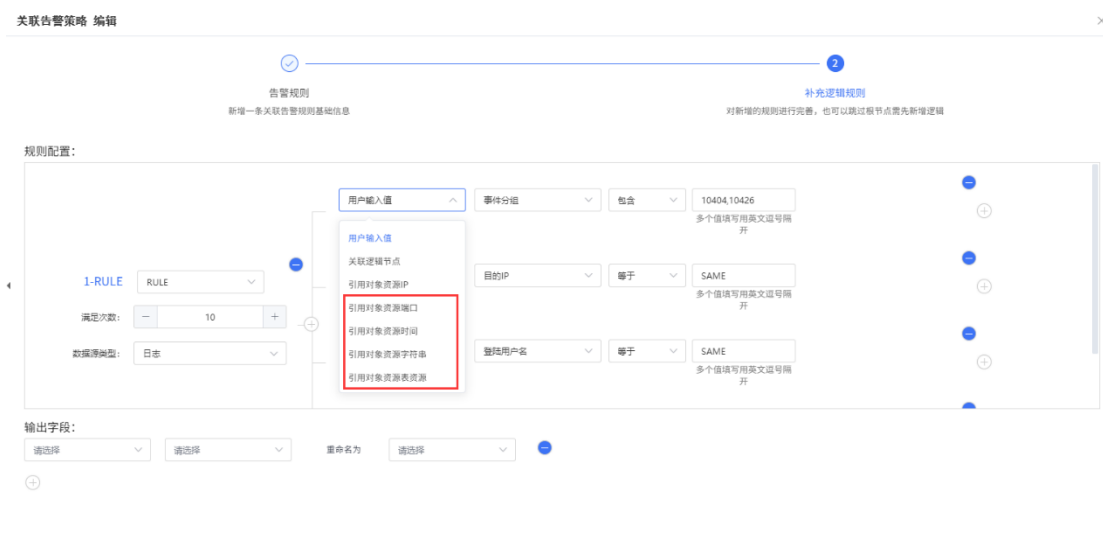 关联告警策略 编辑
2
告警规则
补充逻辑规则
新增一条关联告警规则基础信息
对新增的规则进行完善，也可以跳过根节点需先新增逻辑
规则配置：
用户输入值
事件分组
包含
10404,10426
多个值填写用英文逗号隔
开
用户输入值
关联逻辑节点
引用对象资源IP
引用对象资源端口
引用对象资源时间
引用对象资源字符串
引用对象资源表资源
1-RULE
RULE
目的IP
等于
SAME
多个值填写用英文逗号隔
开
满足次数：
10
数据源类型：
日志
登陆用户名
等于
SAME
多个值填写用英文逗号隔
开
输出字段：
请选择
请选择
重命名为
请选择